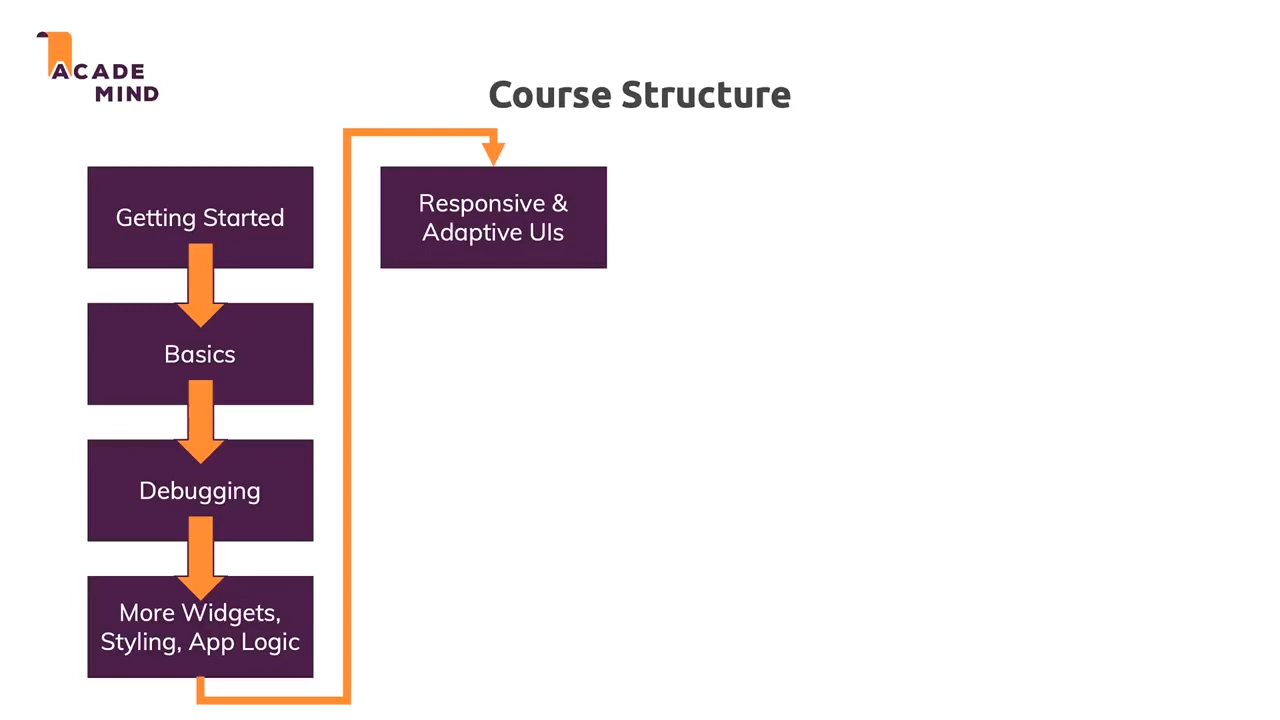 ACADE
MIND
Course Structure
Getting Started
Basics
Debugging
More Widgets,
Styling, App Logic
Responsive &
Adaptive UIs